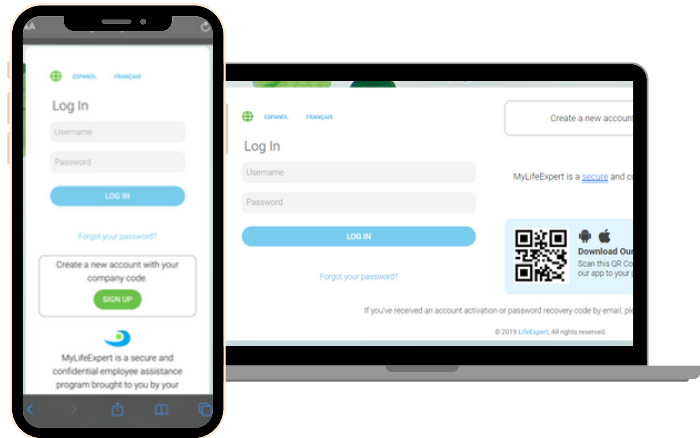 AA
ESPANOL FRANÇAIS
Log In
Username
Password
LOG IN
Forgot your password?
Create a new account with your
company code.
SIGN UP
MyLifeExpert is a secure and
confidential employee assistance
program brought to you by your
ESPANOL FRANÇAIS
Log In
Username
Password
LOG IN
Forgot your password?
Create a new account
MyLifeExpert is a secure and
Download Our
Scan this QR
our app to your
If you've received an account activation or password recovery code by email,
© 2019 LifeExpert, All rights reserved.